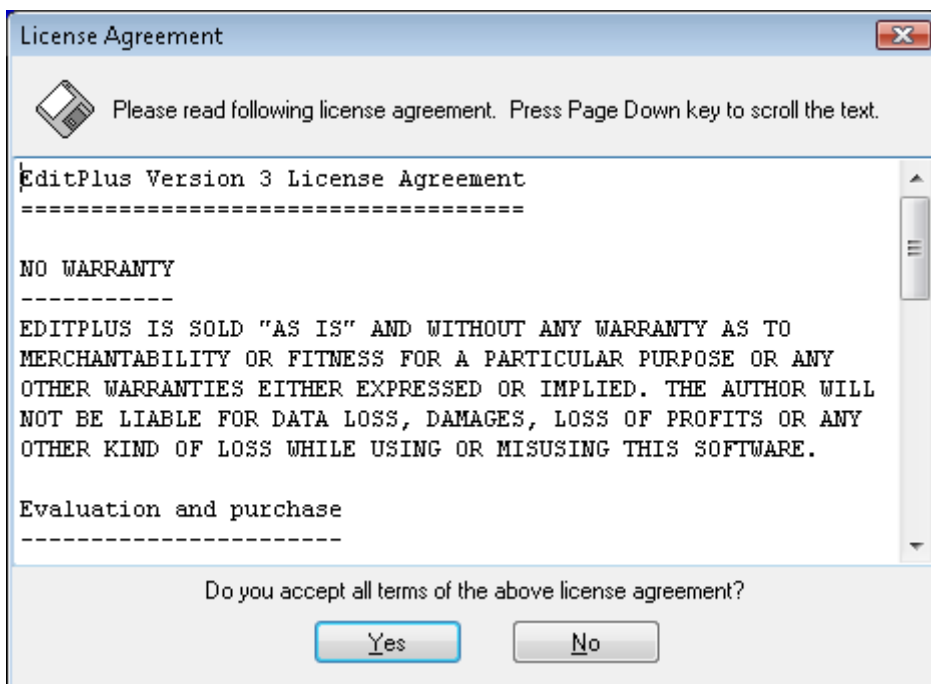 License Agreement
Please read following license agreement.  Press Page Down key to scroll the text.
EditPlus Version 3 License Agreement
====================================
NO WARRANTY
-----------
EDITPLUS IS SOLD "AS IS" AND WITHOUT ANY WARRANTY AS TO
MERCHANTABILITY OR FITNESS FOR A PARTICULAR PURPOSE OR ANY
OTHER WARRANTIES EITHER EXPRESSED OR IMPLIED. THE AUTHOR WILL
NOT BE LIABLE FOR DATA LOSS, DAMAGES, LOSS OF PROFITS OR ANY
OTHER KIND OF LOSS WHILE USING OR MISUSING THIS SOFTWARE.
Evaluation and purchase
-----------------------
Do you accept all terms of the above license agreement?
Yes
No